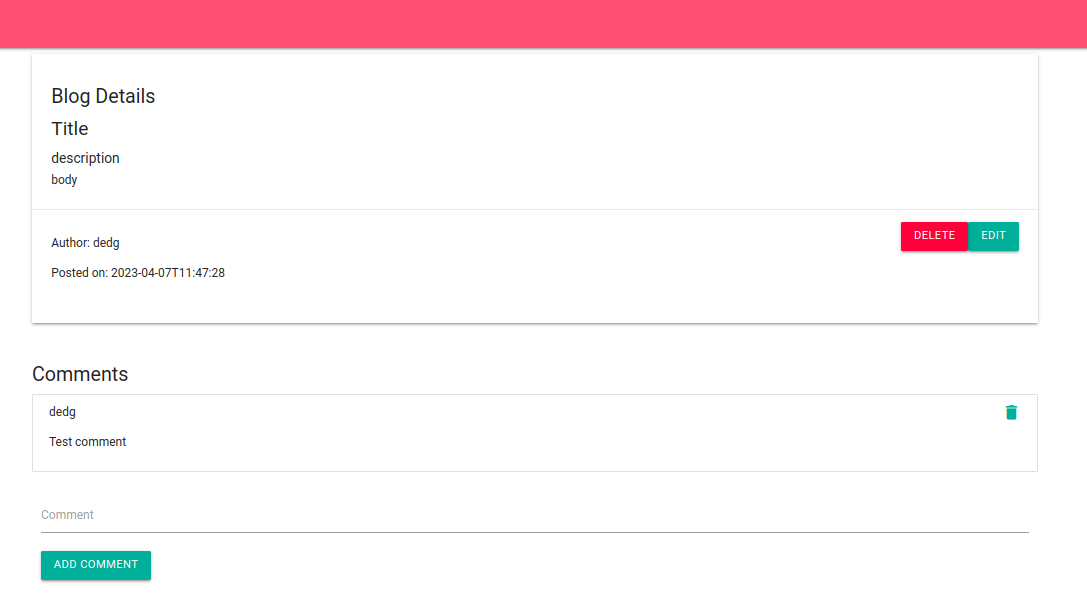 Blog Details
Title
description
body
Author: dedg
DELETE EDIT
Posted on: 2023-04-07T11:47:28
Comments
dedg
Test comment
Comment
ADD COMMENT